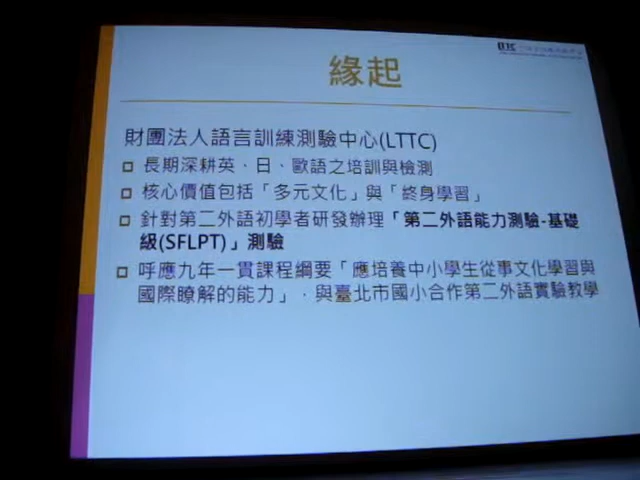 LTTC
緣起
財團法人語言訓練測驗中心(LTTC)
長期深耕英、日、歐語之培訓與檢測
核心價值包括「多元文化」與「終身學習」
針對第二外語初學者研發辦理「第二外語能力測驗-基礎
級(SFLPT)」測驗
呼應九年一貫課程綱要「應培養中小學生從事文化學習與
國際瞭解的能力」，與臺北市國小合作第二外語實驗教學